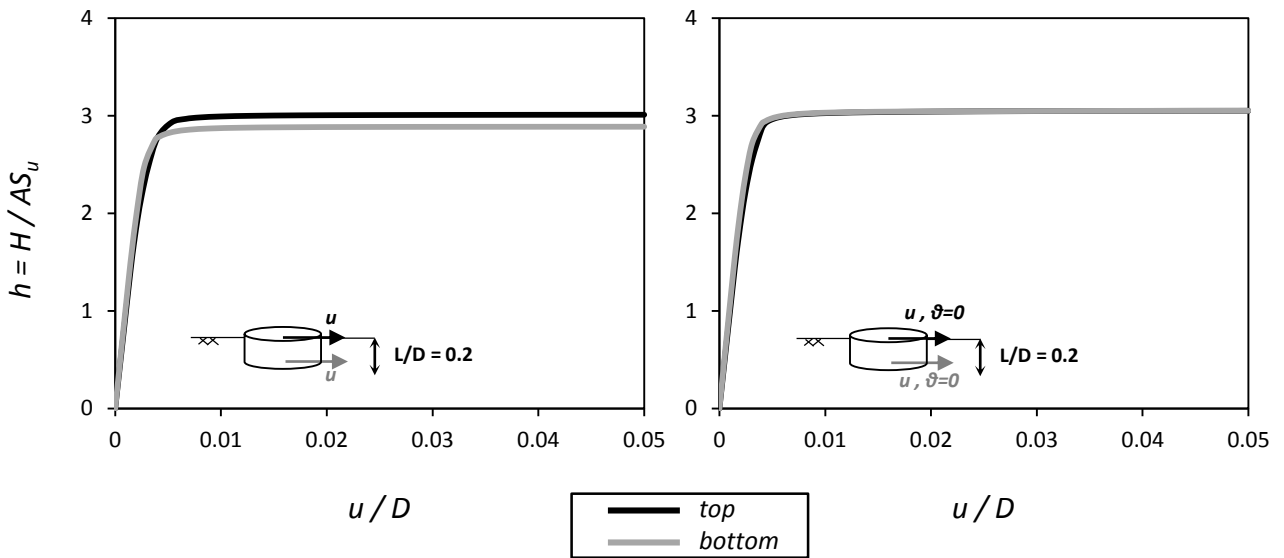 h = H / AS_u
4
3
2
1
0
0 0.01 0.02 0.03 0.04 0.05
u
u
L/D = 0.2
u / D
4
3
2
1
0
0 0.01 0.02 0.03 0.04 0.05
u , ϑ=0
u , ϑ=0
L/D = 0.2
u / D
top
bottom